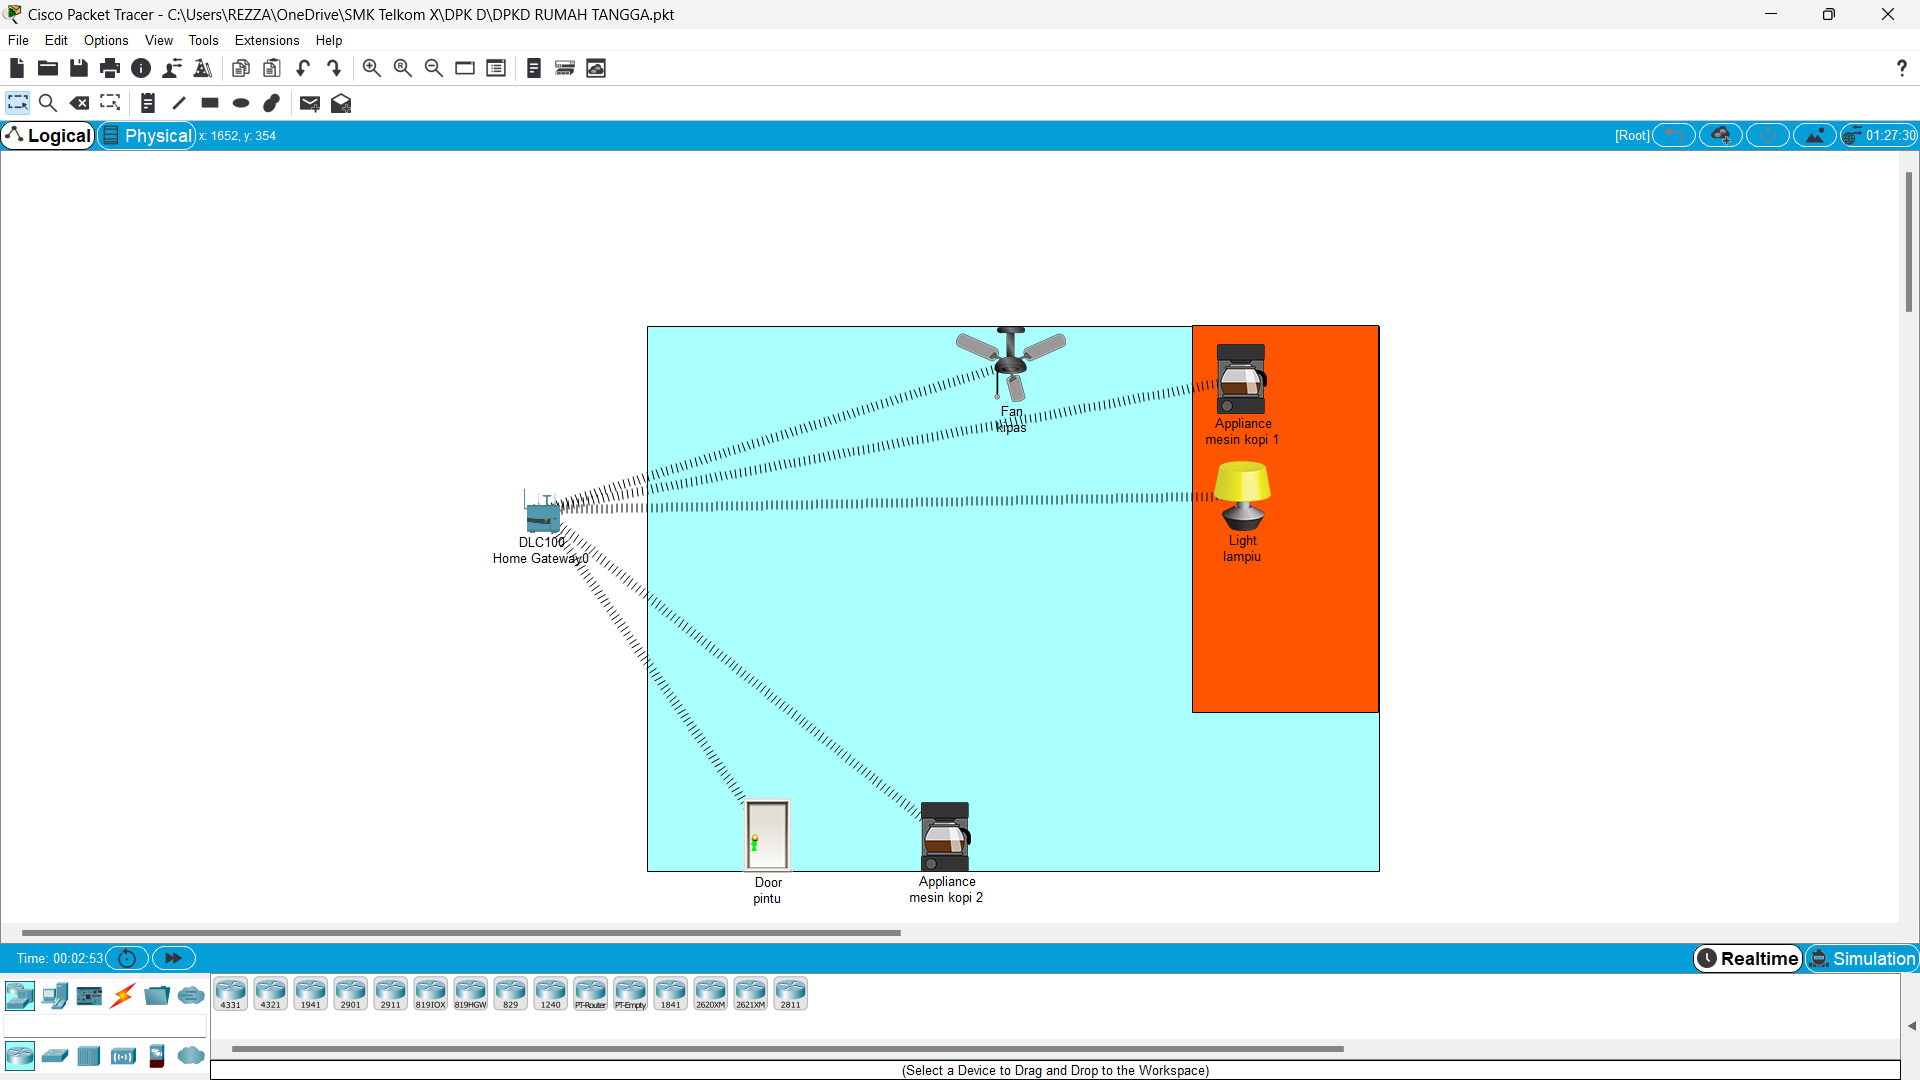 Cisco Packet Tracer - C:\Users\REZZA\OneDrive\SMK Telkom X\DPK D\DPKD RUMAH TANGGA.pkt
File Edit Options View Tools Extensions Help
?
Logical Physical x: 1652, y: 354 [Root] 01:27:30
Fan
kipas
Appliance
mesin kopi 1
Light
lampiu
DLC100
Home Gateway0
Door
pintu
Appliance
mesin kopi 2
Time: 00:02:53 Realtime Simulation
4331 4321 1941 2901 2911 819IOX 819HGW 829 1240 PT-Router PT-Empty 1841 2620XM 2621XM 2811
(Select a Device to Drag and Drop to the Workspace)